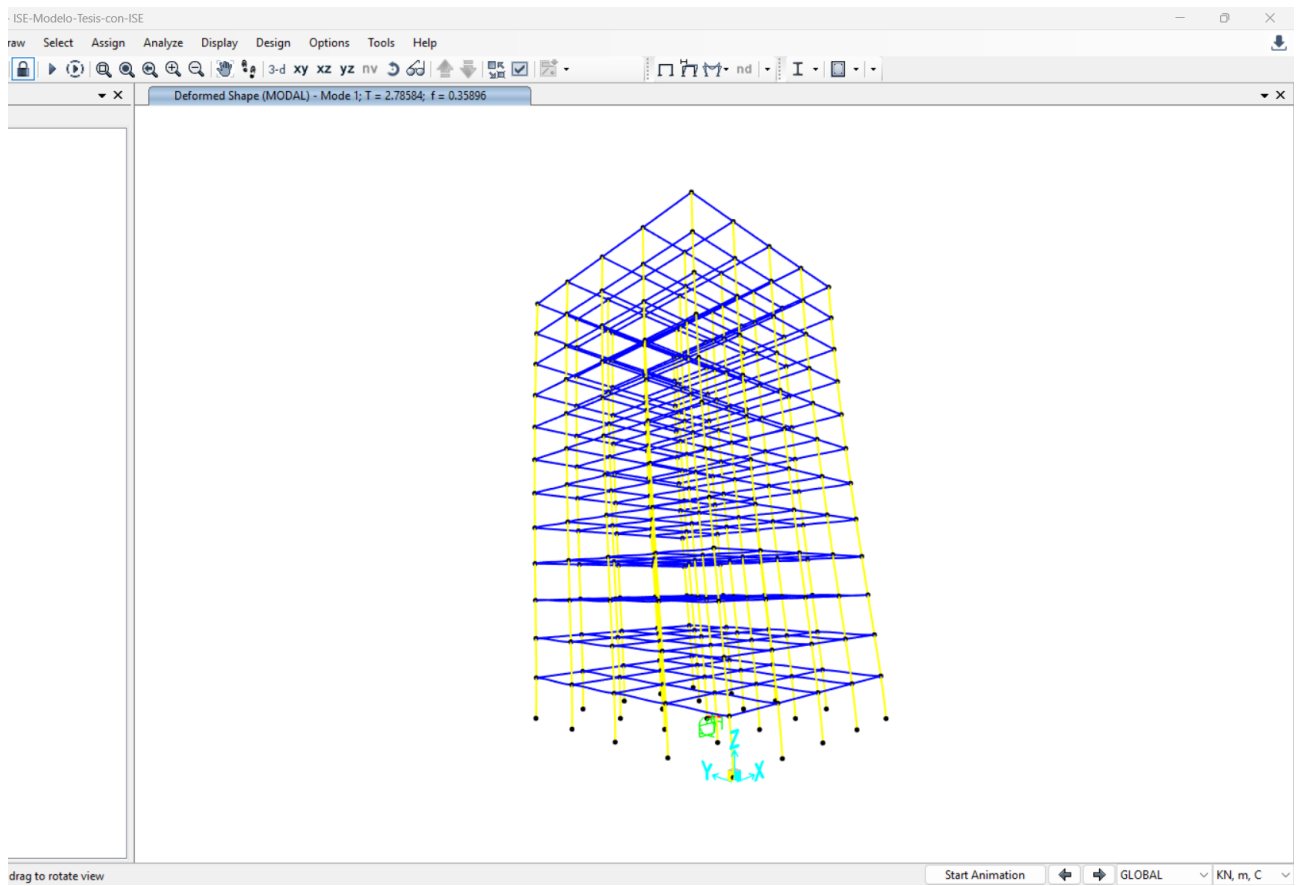 - ISE-Modelo-Tesis-con-ISE
raw Select Assign Analyze Display Design Options Tools Help
3-d xy xz yz nv nd
Deformed Shape (MODAL) - Mode 1; T = 2.78584; f = 0.35896
Z
Y X
drag to rotate view Start Animation GLOBAL KN, m, C